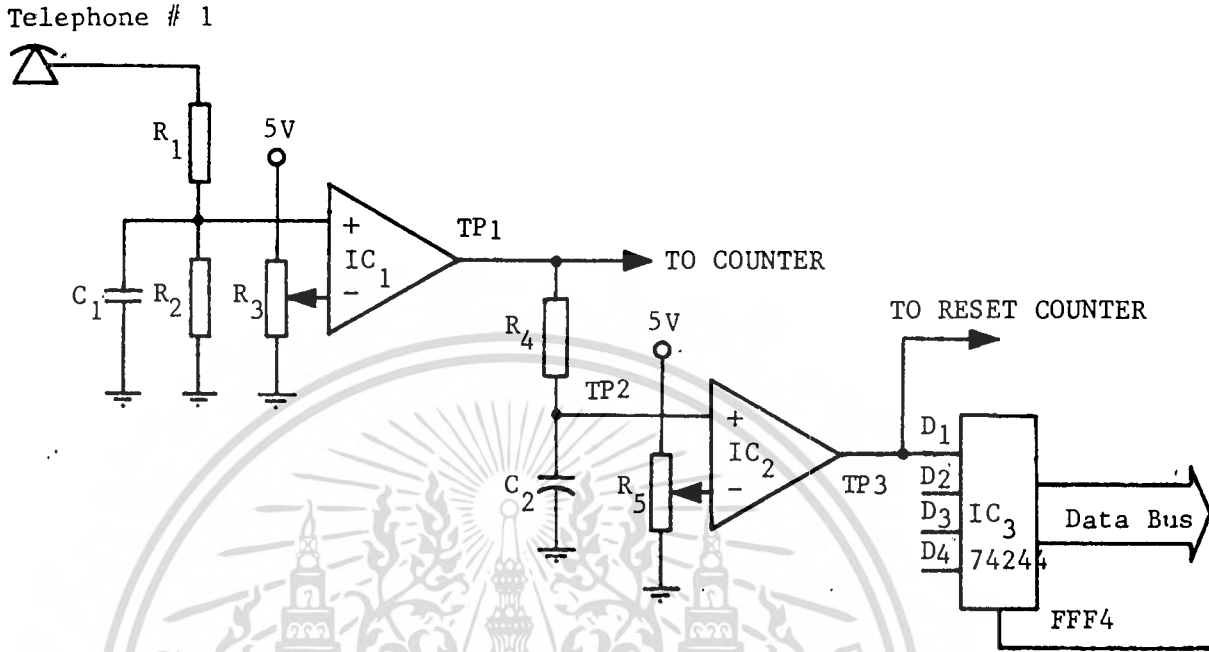 Telephone # 1
R1
5V
+
IC1
-
TP1
TO COUNTER
C1
R2
R3
R4
5V
TO RESET COUNTER
TP2
+
IC2
-
TP3
C2
R5
D1
D2
D3
D4
IC3
74244
Data Bus
FFF4